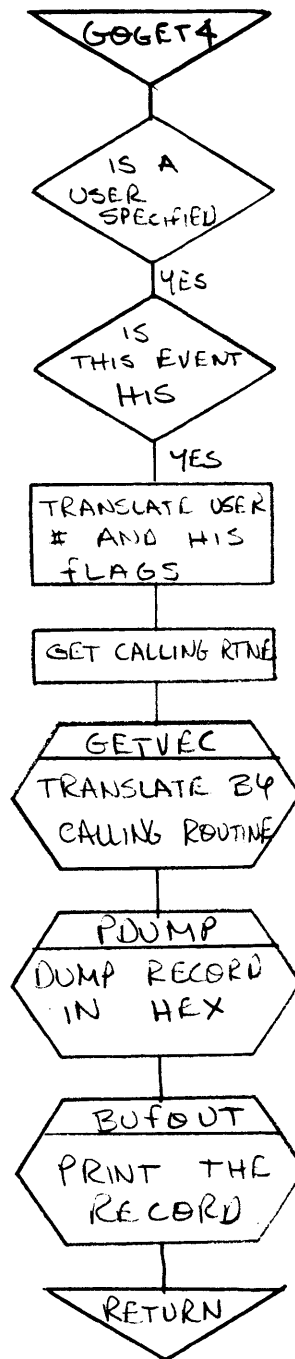 GOGET4
IS A
USER
SPECIFIED
YES
IS
THIS EVENT
HIS
YES
TRANSLATE USER
# AND HIS
FLAGS
GET CALLING RTNE
GETVEC
TRANSLATE BY
CALLING ROUTINE
PDUMP
DUMP RECORD
IN HEX
BUFOUT
PRINT THE
RECORD
RETURN